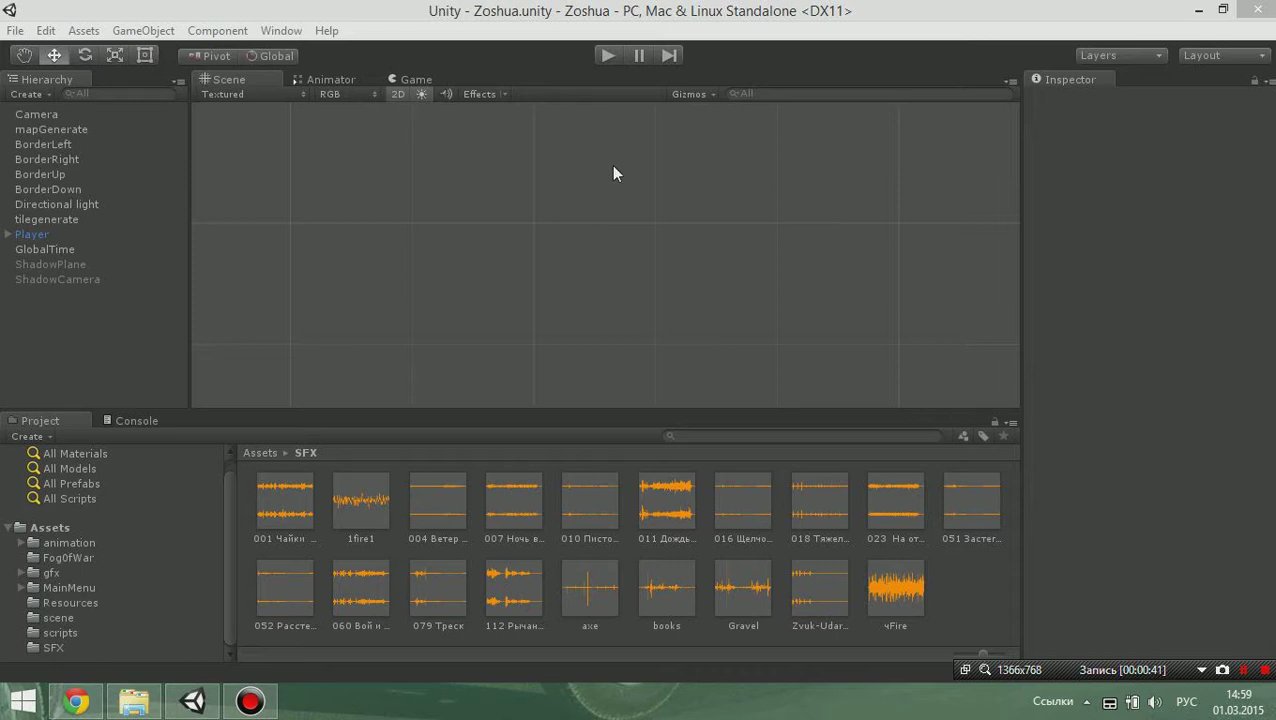 Unity - Zoshua.unity - Zoshua - PC, Mac & Linux Standalone <DX11>
File Edit Assets GameObject Component Window Help
Pivot Global Layers Layout
Hierarchy Scene Animator Game Inspector
Create All Textured RGB 2D Effects Gizmos All
Camera
mapGenerate
BorderLeft
BorderRight
BorderUp
BorderDown
Directional light
tilegenerate
Player
GlobalTime
ShadowPlane
ShadowCamera
Project Console
Create
All Materials
All Models
All Prefabs
All Scripts
Assets
animation
FogOfWar
gfx
MainMenu
Resources
scene
scripts
SFX
Assets SFX
001 Чайки ... 1fire1 004 Ветер ... 007 Ночь в... 010 Писто... 011 Дождь... 016 Щелчо... 018 Тяжел... 023 На от... 051 Застег...
052 Расcте... 060 Вой и ... 079 Треск 112 Рычан... axe books Gravel Zvuk-Udar... чFire
1366x768 Запись [00:00:41]
Ссылки РУС 14:59
01.03.2015